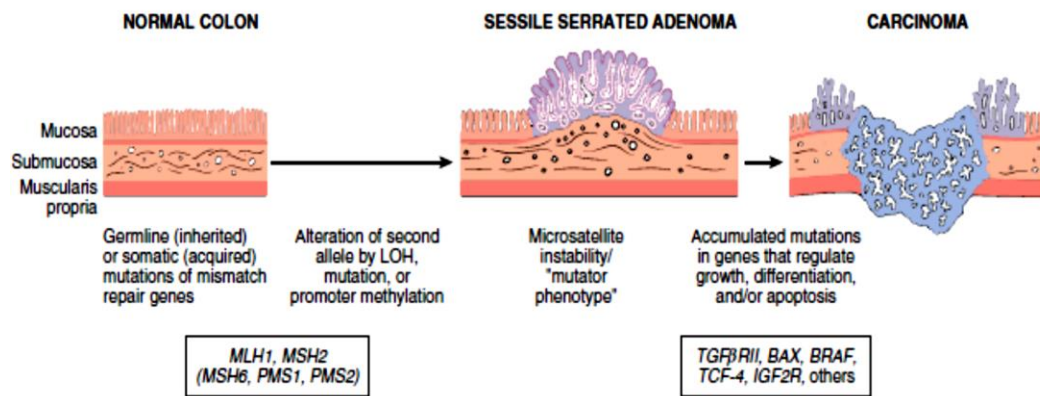 NORMAL COLON
SESSILE SERRATED ADENOMA
CARCINOMA
Mucosa
Submucosa
Muscularis
propria
Germline (inherited)
or somatic (acquired)
mutations of mismatch
repair genes
Alteration of second
allele by LOH,
mutation, or
promoter methylation
Microsatellite
instability/
"mutator
phenotype"
Accumulated mutations
in genes that regulate
growth, differentiation,
and/or apoptosis
MLH1, MSH2
(MSH6, PMS1, PMS2)
TGFβRII, BAX, BRAF,
TCF-4, IGF2R, others